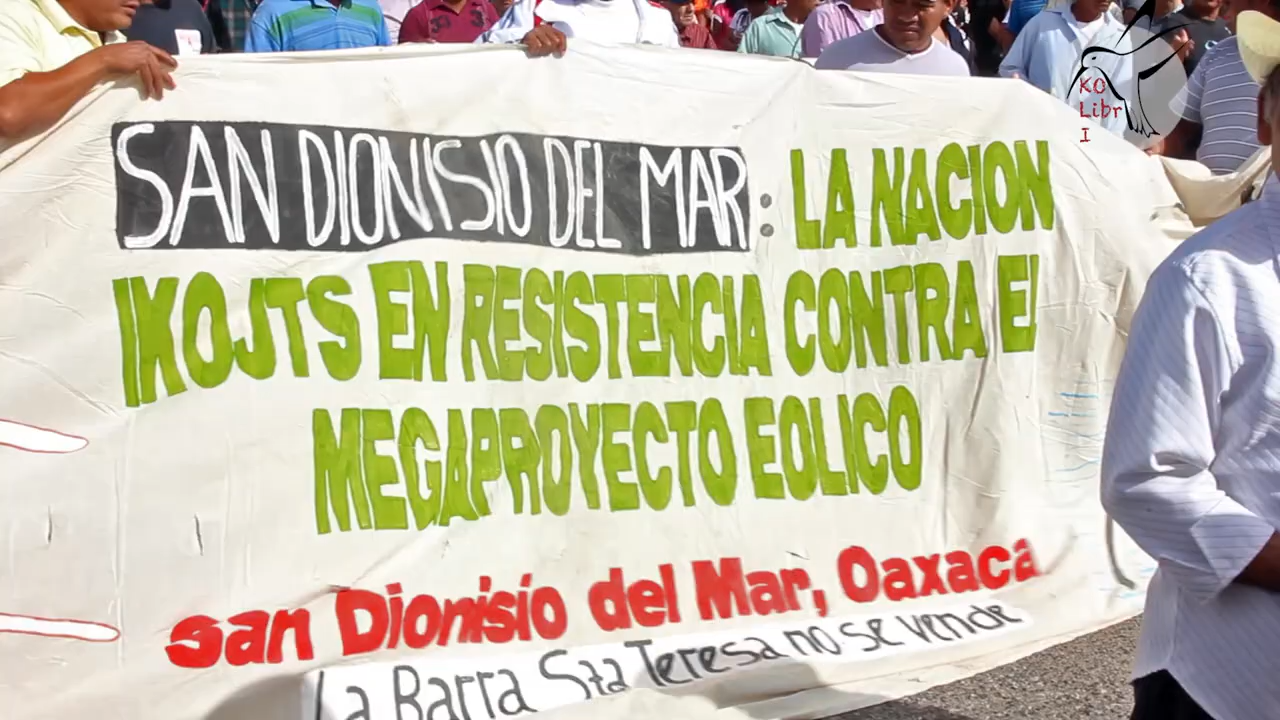 KO
Libr
I
SAN DIONISIO DEL MAR: LA NACION
IKOJTS EN RESISTENCIA CONTRA EL
MEGAPROYECTO EOLICO
san Dionisio del Mar, Oaxaca
La Barra Sta Teresa no se vende